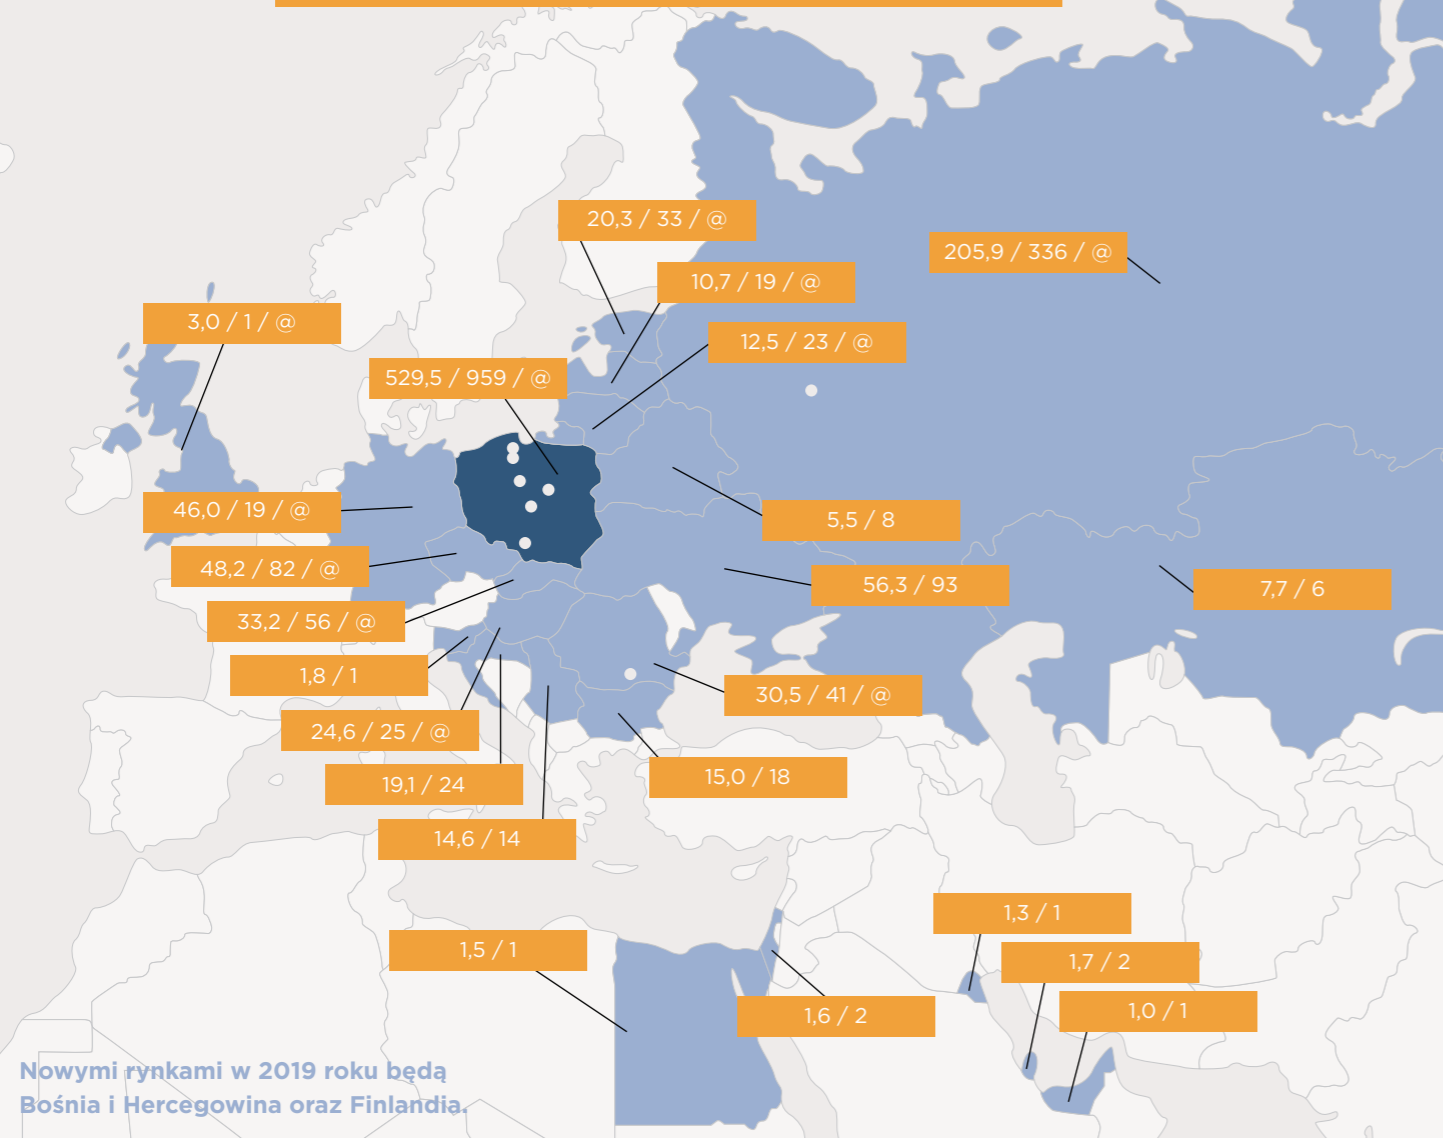 20,3 / 33 / @
205,9 / 336 / @
10,7 / 19 / @
3,0 / 1 / @
12,5 / 23 / @
529,5 / 959 / @
46,0 / 19 / @
5,5 / 8
48,2 / 82 / @
56,3 / 93
7,7 / 6
33,2 / 56 / @
1,8 / 1
30,5 / 41 / @
24,6 / 25 / @
15,0 / 18
19,1 / 24
14,6 / 14
1,3 / 1
1,5 / 1
1,7 / 2
1,6 / 2
1,0 / 1
Nowymi rynkami w 2019 roku będą
Bośnia i Hercegowina oraz Finlandia.